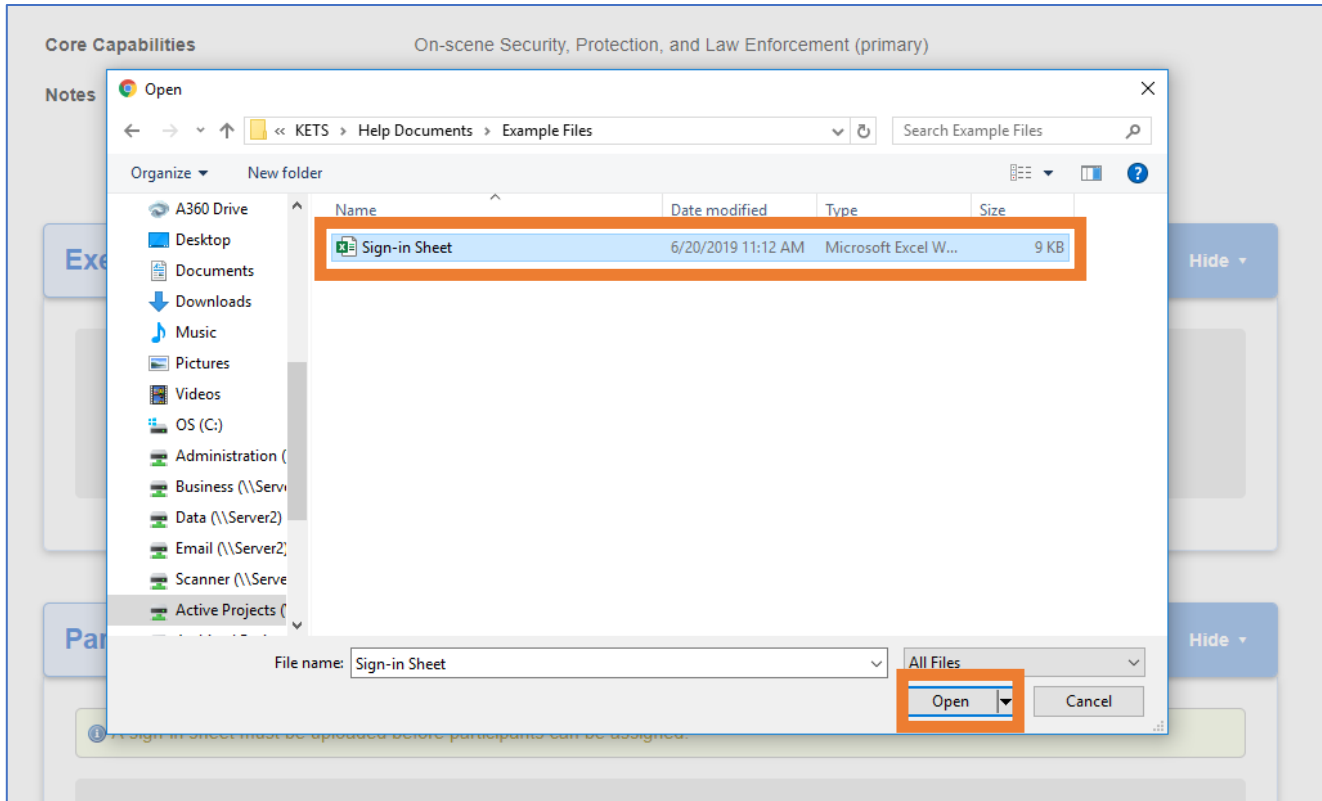 Core Capabilities On-scene Security, Protection, and Law Enforcement (primary)
Notes
Open
« KETS > Help Documents > Example Files
Search Example Files
Organize New folder
Name Date modified Type Size
Sign-in Sheet 6/20/2019 11:12 AM Microsoft Excel W... 9 KB
A360 Drive
Desktop
Documents
Downloads
Music
Pictures
Videos
OS (C:)
Administration (
Business (\\Serv
Data (\\Server2)
Email (\\Server2)
Scanner (\\Serve
Active Projects (
Exe
Hide
Par
Hide
File name: Sign-in Sheet All Files
Open Cancel
A sign-in sheet must be uploaded before participants can be assigned.